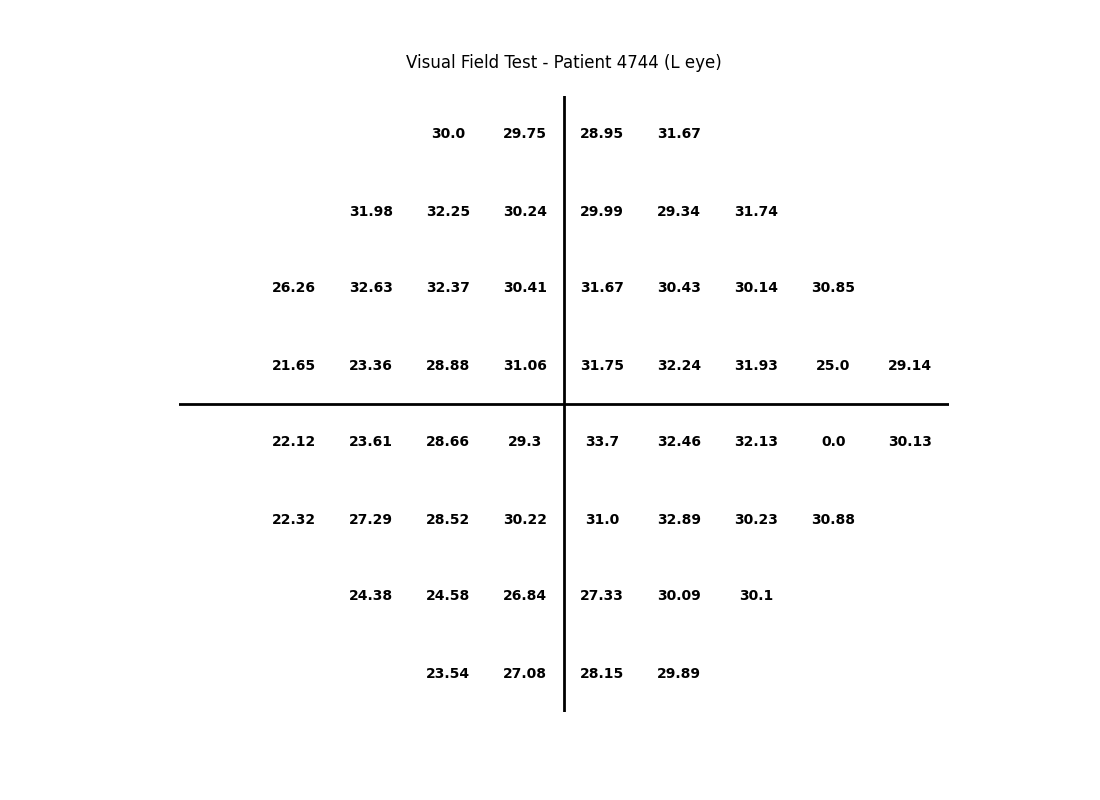 Visual Field Test - Patient 4744 (L eye)
30.0 29.75 28.95 31.67
31.98 32.25 30.24 29.99 29.34 31.74
26.26 32.63 32.37 30.41 31.67 30.43 30.14 30.85
21.65 23.36 28.88 31.06 31.75 32.24 31.93 25.0 29.14
22.12 23.61 28.66 29.3 33.7 32.46 32.13 0.0 30.13
22.32 27.29 28.52 30.22 31.0 32.89 30.23 30.88
24.38 24.58 26.84 27.33 30.09 30.1
23.54 27.08 28.15 29.89